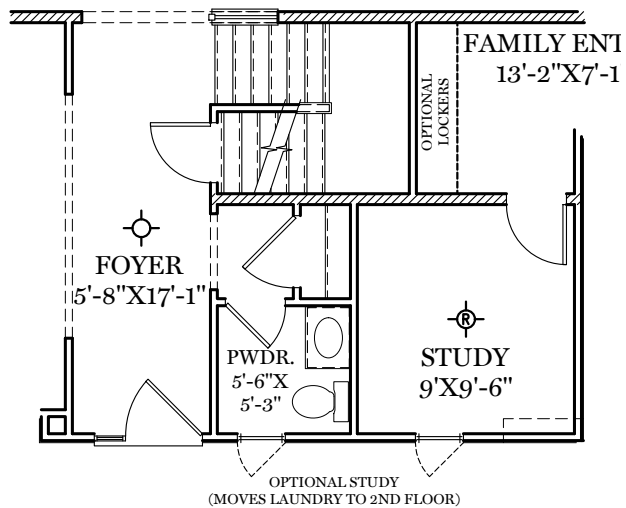 FAMILY ENT
13'-2"X7'-1
OPTIONAL
LOCKERS
FOYER
5'-8"X17'-1"
R
STUDY
9'X9'-6"
PWDR.
5'-6"X
5'-3"
OPTIONAL STUDY
(MOVES LAUNDRY TO 2ND FLOOR)